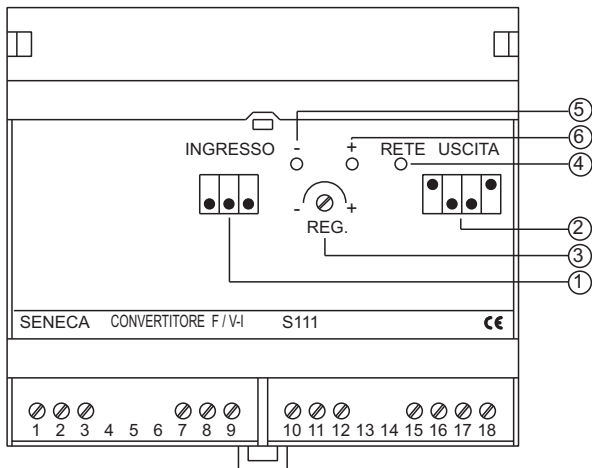 ⑤
- + ⑥
INGRESSO RETE USCITA
④
- +
REG.
②
③
①
SENECA CONVERTITORE F / V-I S111 CE
1 2 3 4 5 6 7 8 9 10 11 12 13 14 15 16 17 18